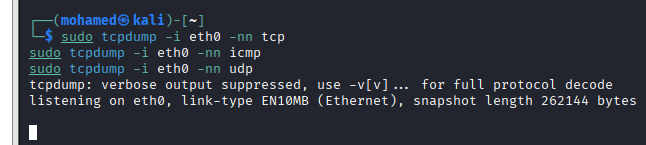 ┌──(mohamed㉿kali)-[~]
└─$ sudo tcpdump -i eth0 -nn tcp
sudo tcpdump -i eth0 -nn icmp
sudo tcpdump -i eth0 -nn udp
tcpdump: verbose output suppressed, use -v[v]... for full protocol decode
listening on eth0, link-type EN10MB (Ethernet), snapshot length 262144 bytes